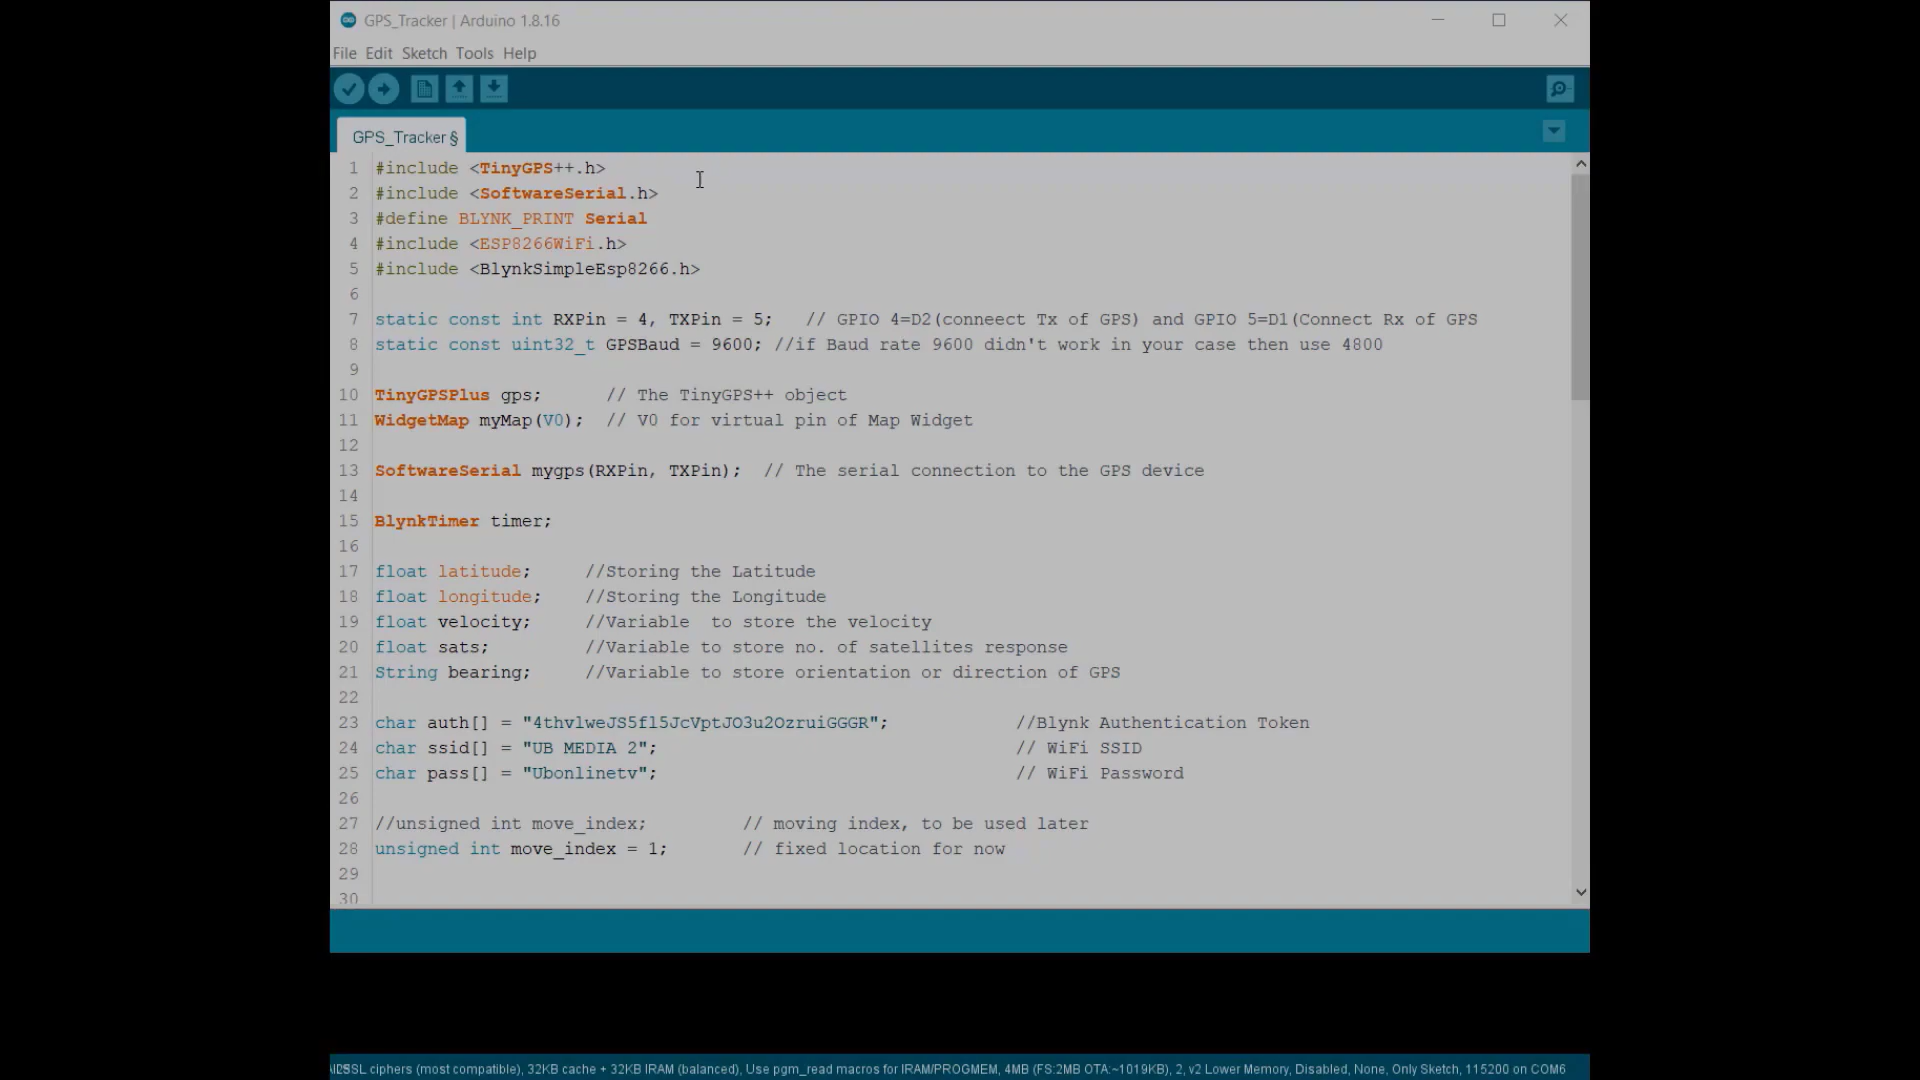 GPS_Tracker | Arduino 1.8.16
File Edit Sketch Tools Help
GPS_Tracker §
1 #include <TinyGPS++.h>
2 #include <SoftwareSerial.h>
3 #define BLYNK_PRINT Serial
4 #include <ESP8266WiFi.h>
5 #include <BlynkSimpleEsp8266.h>
6
7 static const int RXPin = 4, TXPin = 5;   // GPIO 4=D2(conneect Tx of GPS) and GPIO 5=D1(Connect Rx of GPS
8 static const uint32_t GPSBaud = 9600; //if Baud rate 9600 didn't work in your case then use 4800
9
10 TinyGPSPlus gps;      // The TinyGPS++ object
11 WidgetMap myMap(V0);  // V0 for virtual pin of Map Widget
12
13 SoftwareSerial mygps(RXPin, TXPin);  // The serial connection to the GPS device
14
15 BlynkTimer timer;
16
17 float latitude;     //Storing the Latitude
18 float longitude;    //Storing the Longitude
19 float velocity;     //Variable  to store the velocity
20 float sats;         //Variable to store no. of satellites response
21 String bearing;     //Variable to store orientation or direction of GPS
22
23 char auth[] = "4thvlweJS5fl5JcVptJO3u2OzruiGGGR";            //Blynk Authentication Token
24 char ssid[] = "UB MEDIA 2";                                  // WiFi SSID
25 char pass[] = "Ubonlinetv";                                  // WiFi Password
26
27 //unsigned int move_index;         // moving index, to be used later
28 unsigned int move_index = 1;       // fixed location for now
29
30
SSL ciphers (most compatible), 32KB cache + 32KB IRAM (balanced), Use pgm_read macros for IRAM/PROGMEM, 4MB (FS:2MB OTA:~1019KB), 2, v2 Lower Memory, Disabled, None, Only Sketch, 115200 on COM6